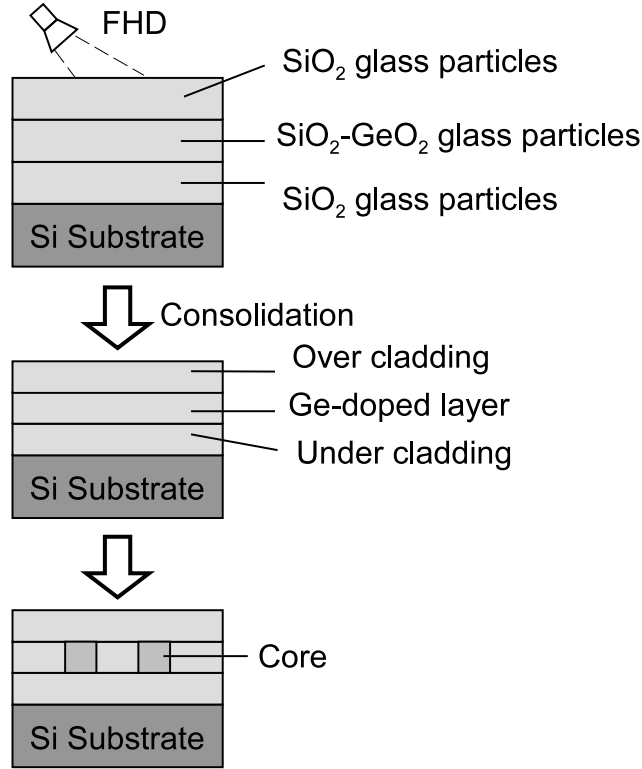 FHD
SiO₂ glass particles
SiO₂-GeO₂ glass particles
SiO₂ glass particles
Si Substrate
Consolidation
Over cladding
Ge-doped layer
Under cladding
Si Substrate
Core
Si Substrate